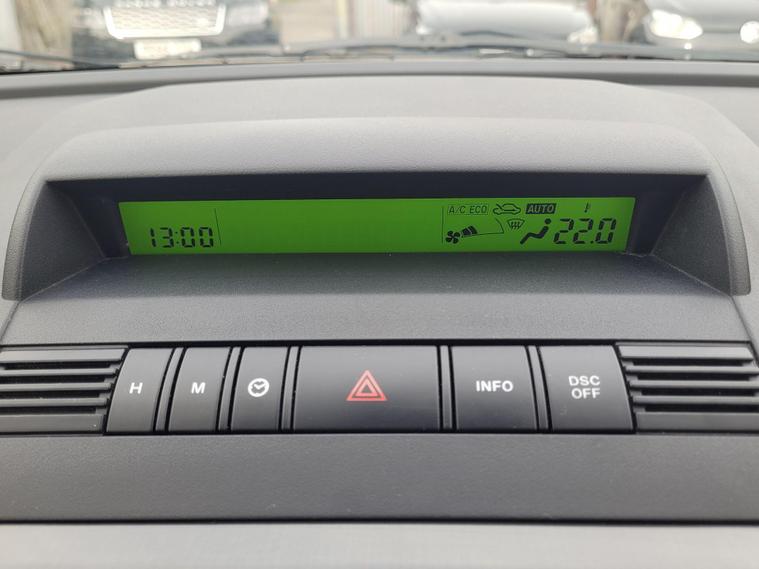 A/C ECO AUTO
13:00 22.0
H M INFO DSC OFF